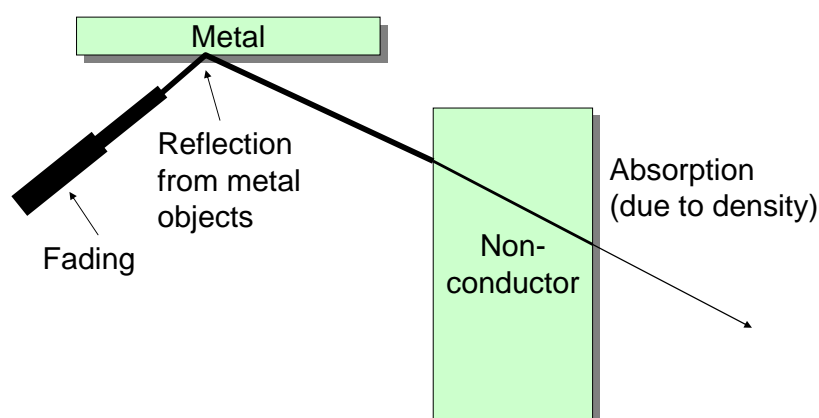 Metal
Reflection
from metal
objects
Fading
Absorption
(due to density)
Non-
conductor